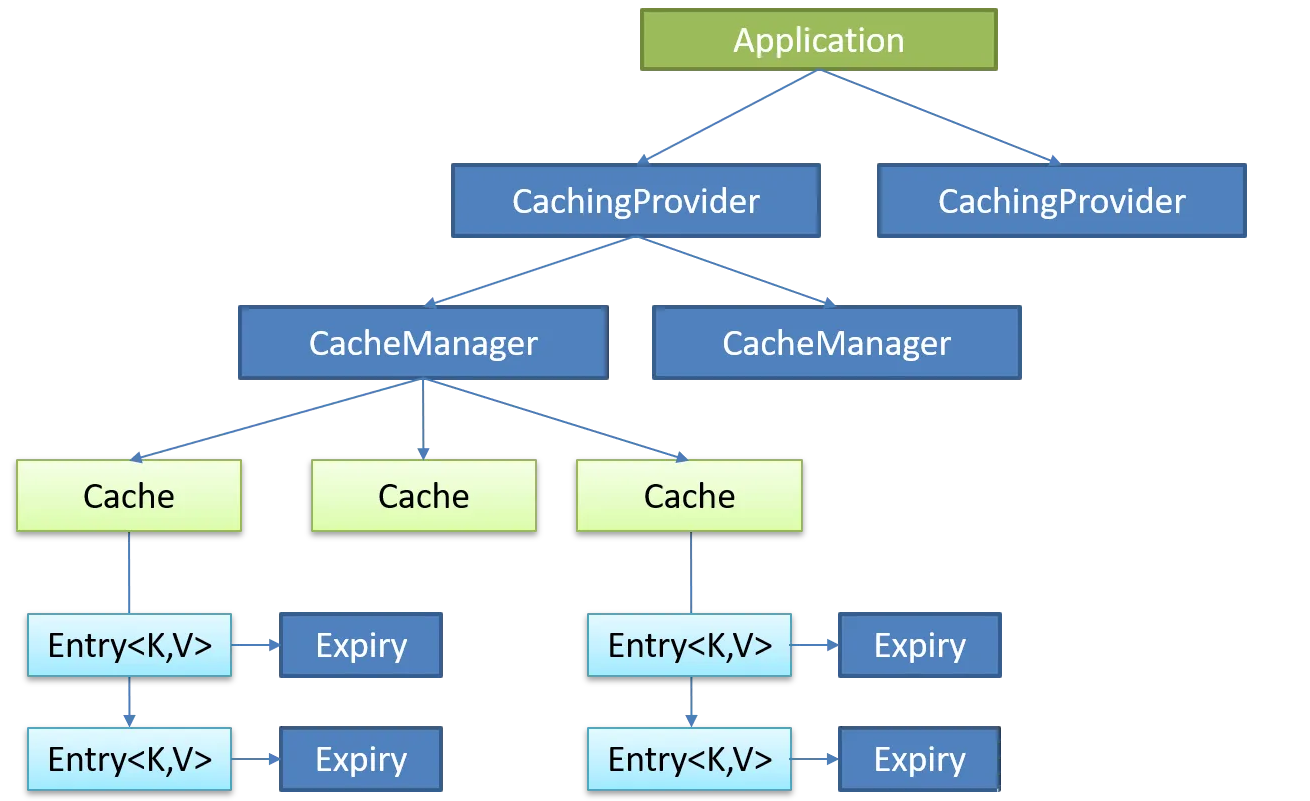 Application
CachingProvider
CachingProvider
CacheManager
CacheManager
Cache
Cache
Cache
Entry<K,V>
Expiry
Entry<K,V>
Expiry
Entry<K,V>
Expiry
Entry<K,V>
Expiry